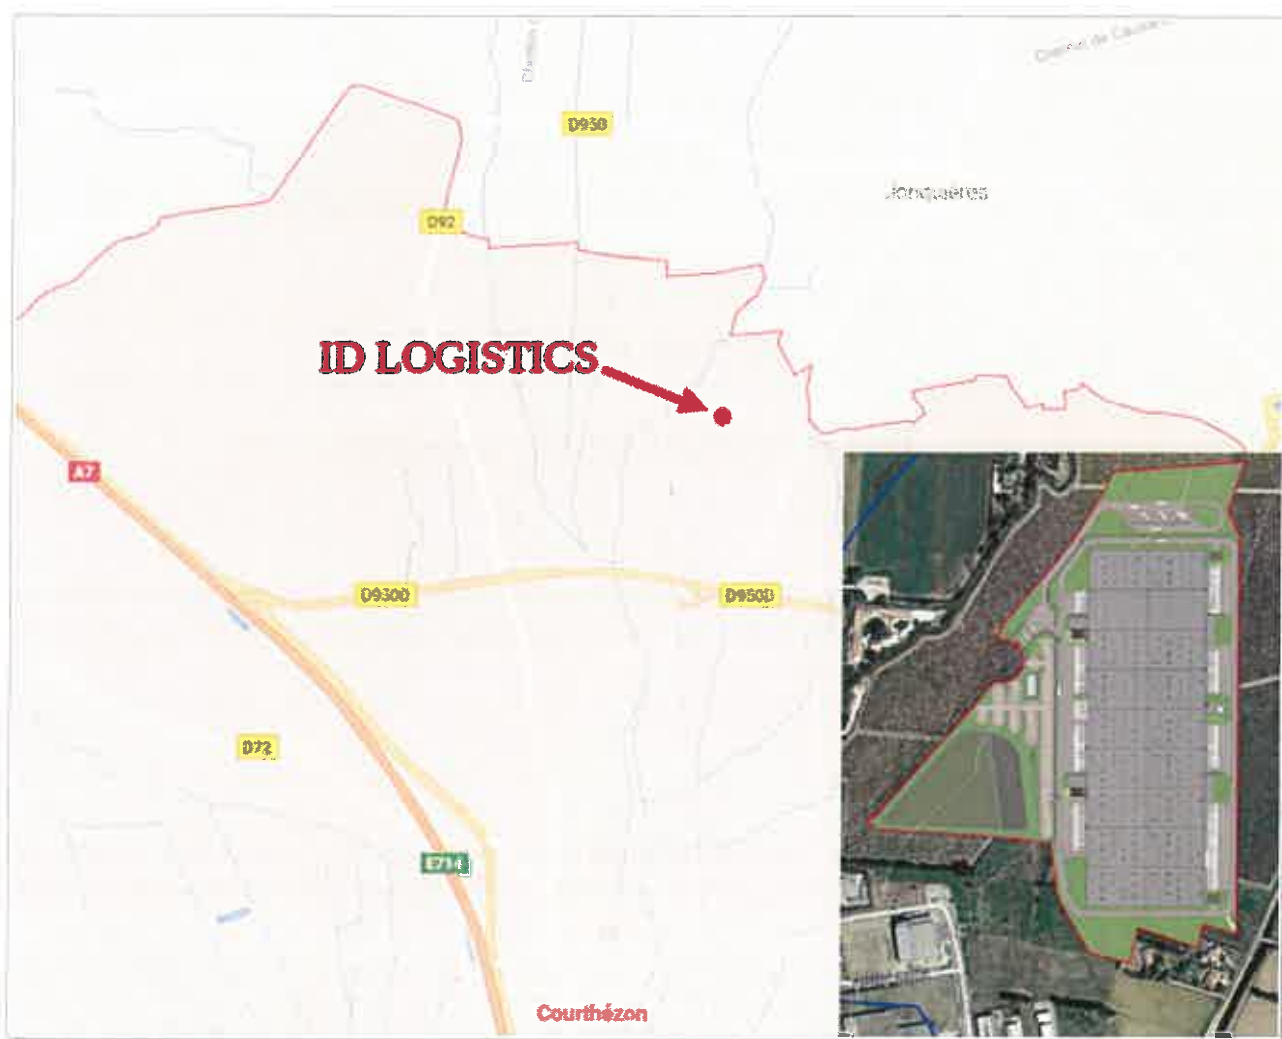 D950
Jonquières
D92
ID LOGISTICS
A7
D950D
D950D
D72
E714
Courthézon